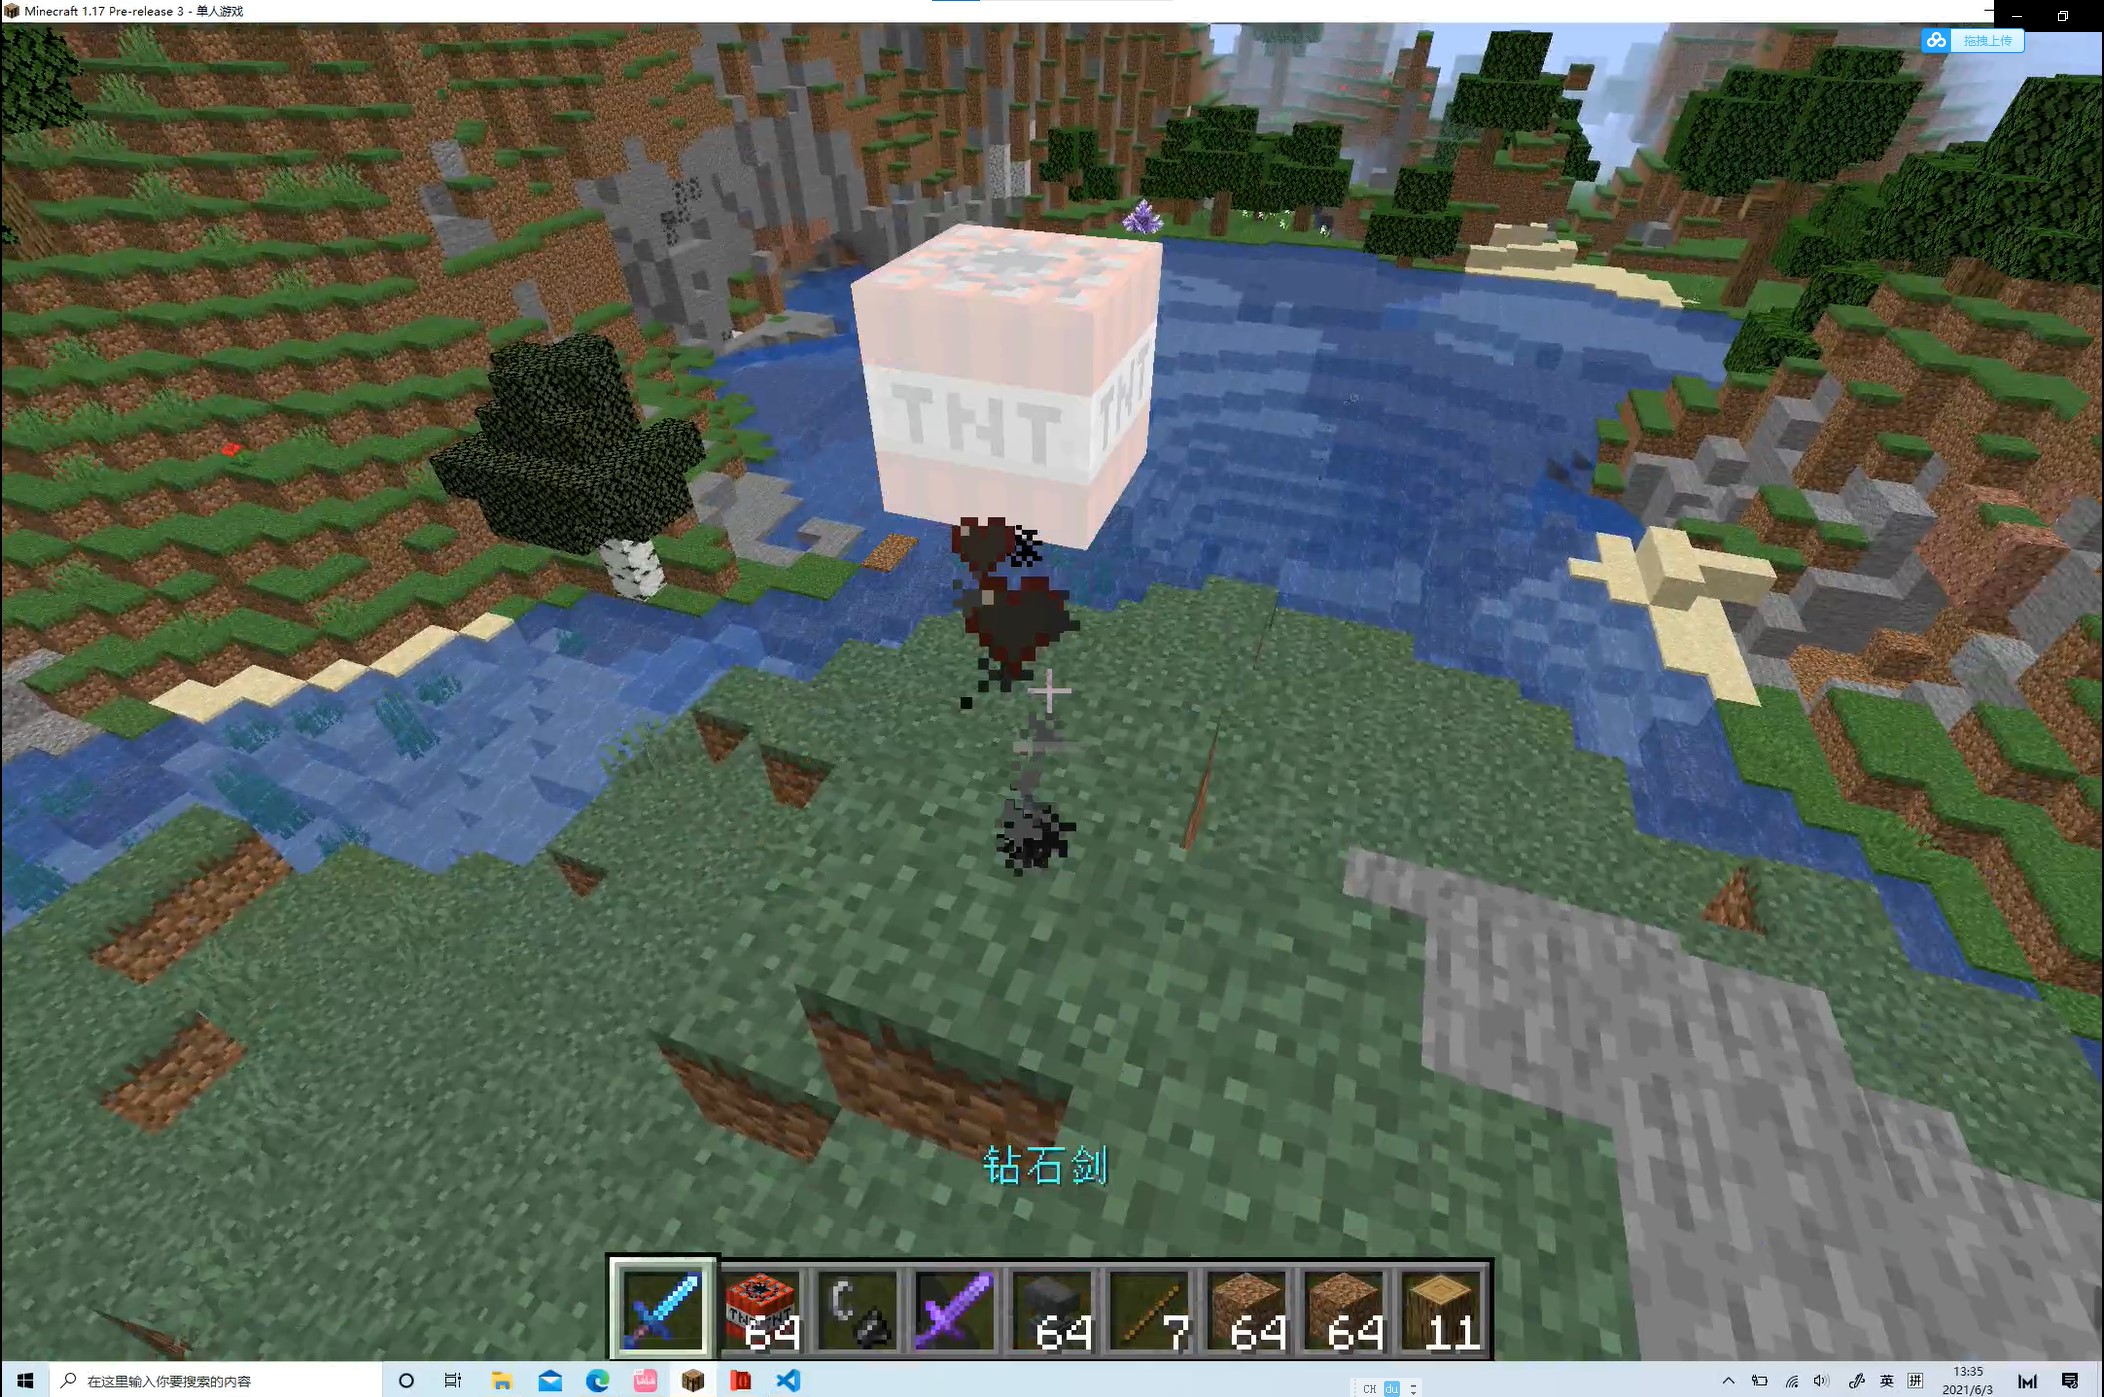 Minecraft 1.17 Pre-release 3 - 单人游戏
拖拽上传
TNT
TNT
钻石剑
64
64
7
64
64
11
在这里输入你要搜索的内容
CH
du
英
拼
13:35
2021/6/3